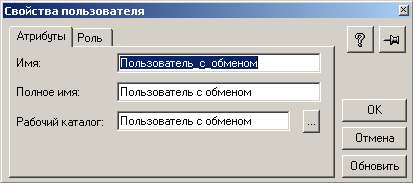 Свойства пользователя
Атрибуты Роль
Имя: Пользователь_с_обменом
Полное имя: Пользователь с обменом
Рабочий каталог: Пользователь с обменом ...
OK
Отмена
Обновить